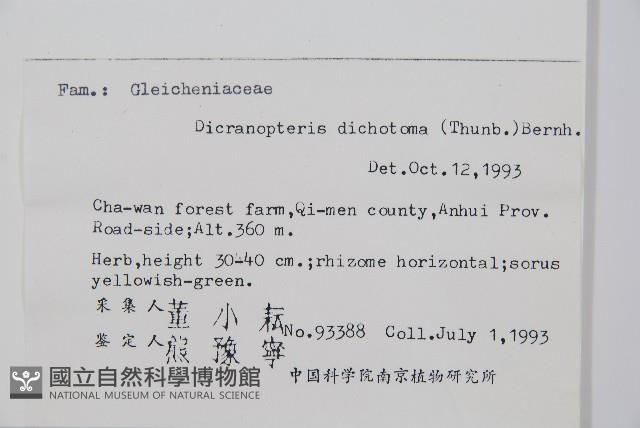 Fam.: Gleicheniaceae
Dicranopteris dichotoma (Thunb.)Bernh.
Det.Oct.12,1993
Cha-wan forest farm,Qi-men county,Anhui Prov.
Road-side;Alt.360 m.
Herb,height 30-40 cm.;rhizome horizontal;sorus
yellowish-green.
采集人 董小耘
鉴定人 熊豫寧 No.93388 Coll.July 1,1993
中国科学院南京植物研究所
國立自然科學博物館
NATIONAL MUSEUM OF NATURAL SCIENCE